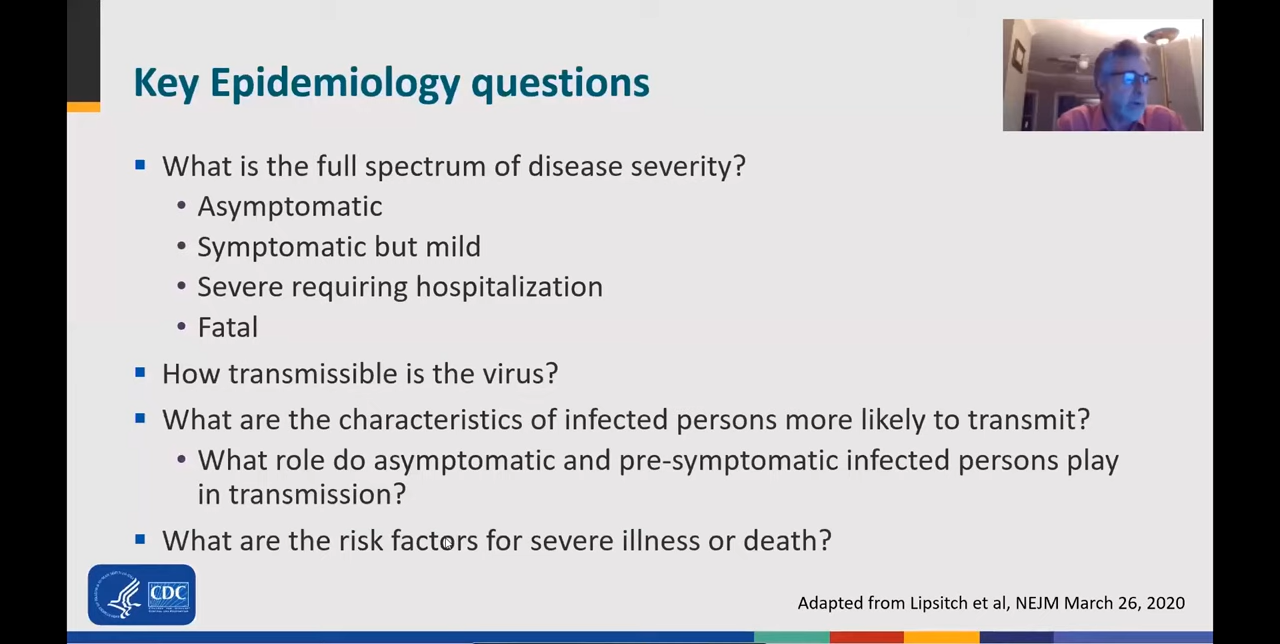 Key Epidemiology questions
▪ What is the full spectrum of disease severity?
• Asymptomatic
• Symptomatic but mild
• Severe requiring hospitalization
• Fatal
▪ How transmissible is the virus?
▪ What are the characteristics of infected persons more likely to transmit?
• What role do asymptomatic and pre-symptomatic infected persons play
in transmission?
▪ What are the risk factors for severe illness or death?
CDC
Adapted from Lipsitch et al, NEJM March 26, 2020